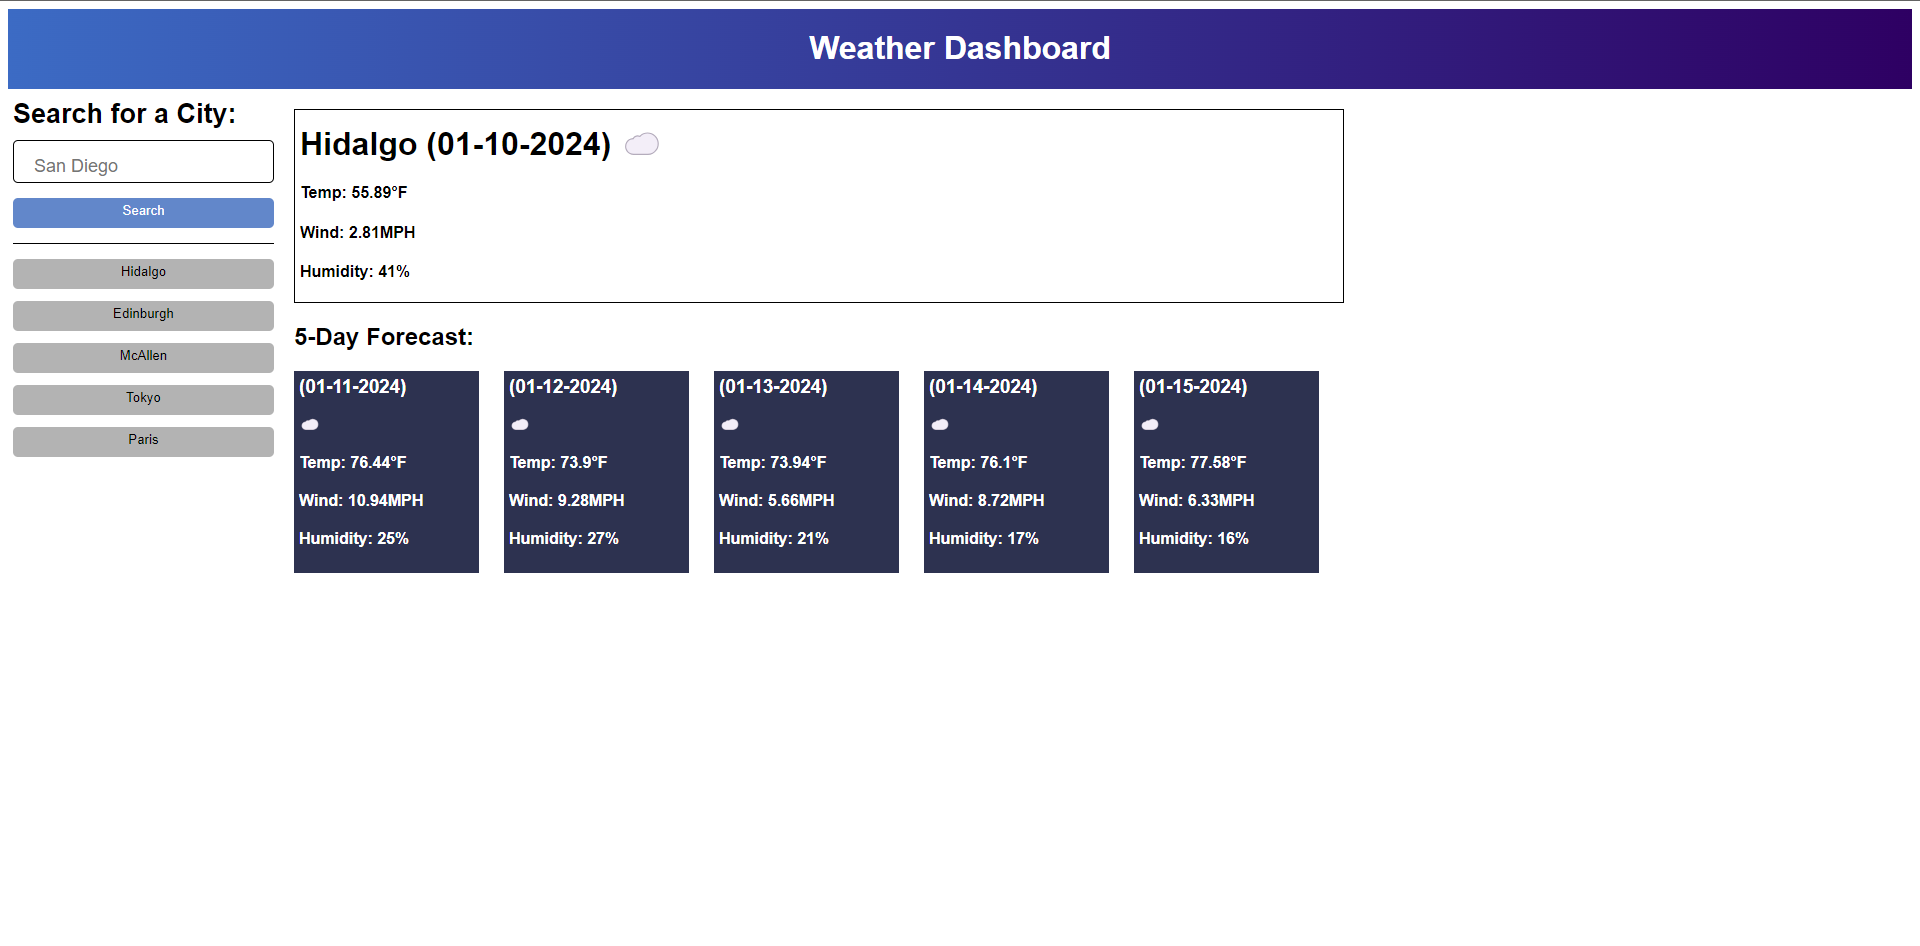 Weather Dashboard
Search for a City:
San Diego
Search
Hidalgo
Edinburgh
McAllen
Tokyo
Paris
Hidalgo (01-10-2024)
Temp: 55.89°F
Wind: 2.81MPH
Humidity: 41%
5-Day Forecast:
(01-11-2024)
Temp: 76.44°F
Wind: 10.94MPH
Humidity: 25%
(01-12-2024)
Temp: 73.9°F
Wind: 9.28MPH
Humidity: 27%
(01-13-2024)
Temp: 73.94°F
Wind: 5.66MPH
Humidity: 21%
(01-14-2024)
Temp: 76.1°F
Wind: 8.72MPH
Humidity: 17%
(01-15-2024)
Temp: 77.58°F
Wind: 6.33MPH
Humidity: 16%